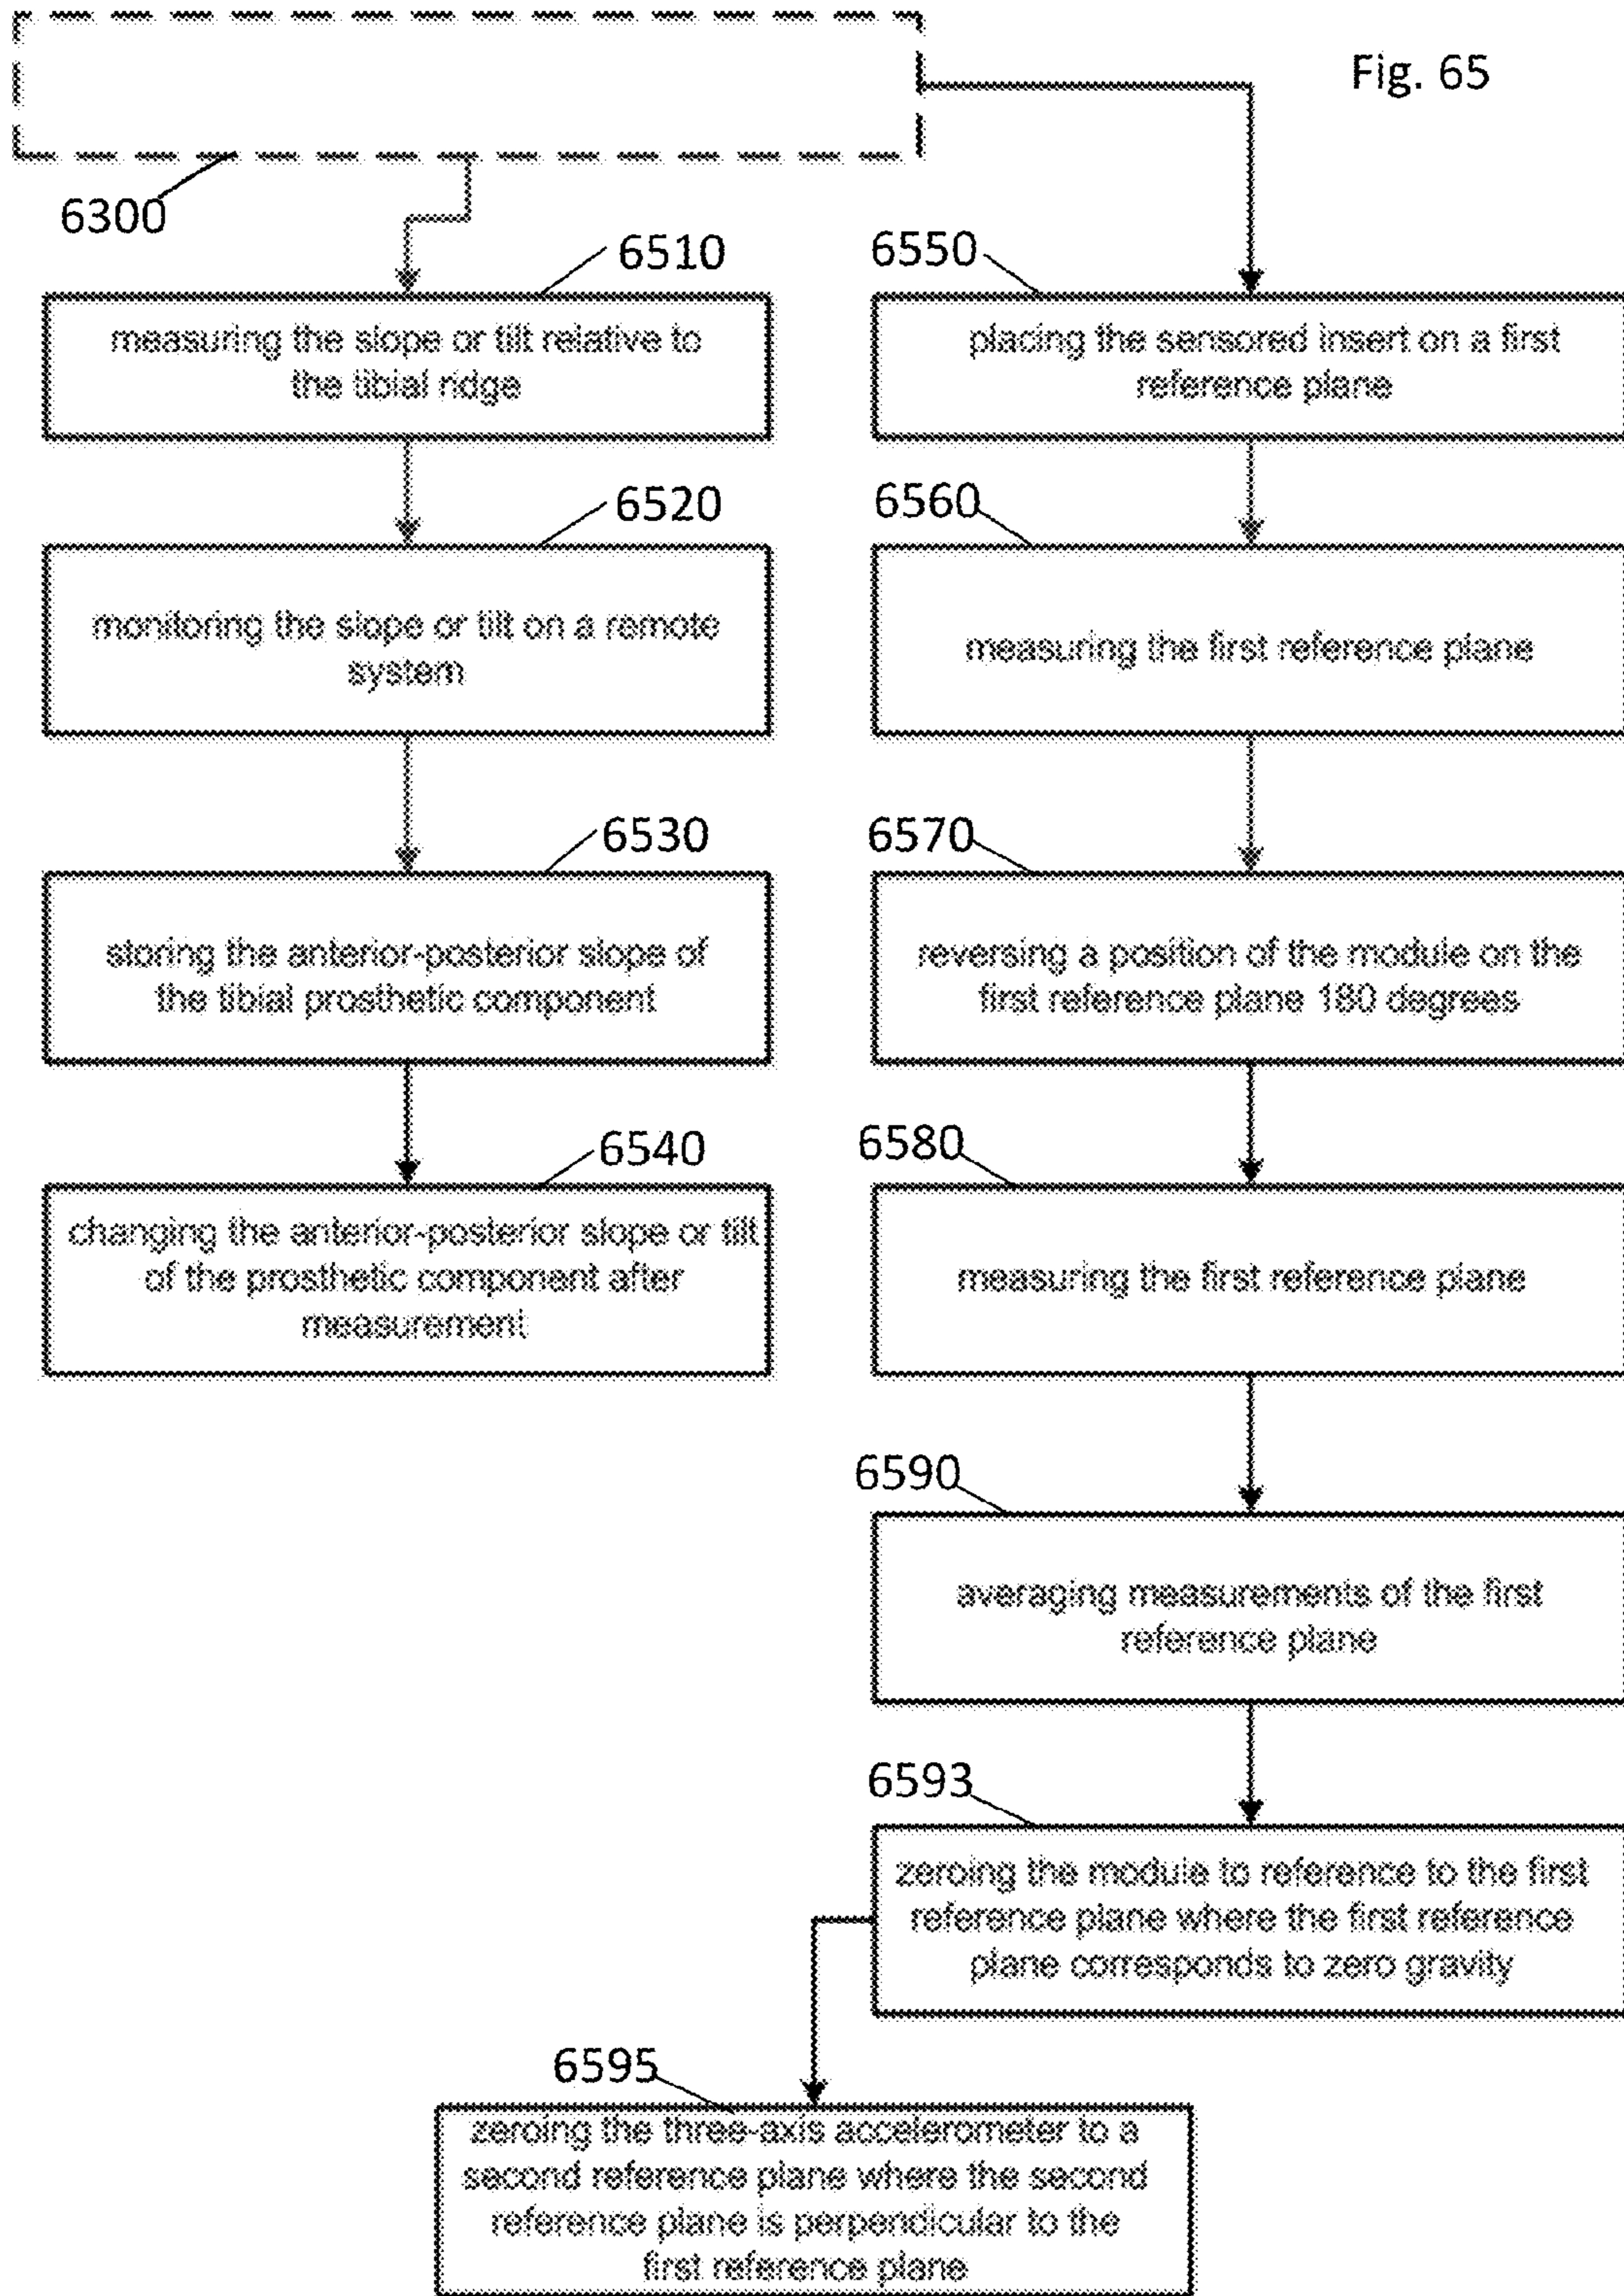 Fig. 65
6300
6510
measuring the slope or tilt relative to
the tibial ridge
6520
monitoring the slope or tilt on a remote
system
6530
storing the anterior-posterior slope of
the tibial prosthetic component
6540
changing the anterior-posterior slope or tilt
of the prosthetic component after
measurement
6550
placing the sensored insert on a first
reference plane
6560
measuring the first reference plane
6570
reversing a position of the module on the
first reference plane 180 degrees
6580
measuring the first reference plane
6590
averaging measurements of the first
reference plane
6593
zeroing the module to reference to the first
reference plane where the first reference
plane corresponds to zero gravity
6595
zeroing the three-axis accelerometer to a
second reference plane where the second
reference plane is perpendicular to the
first reference plane